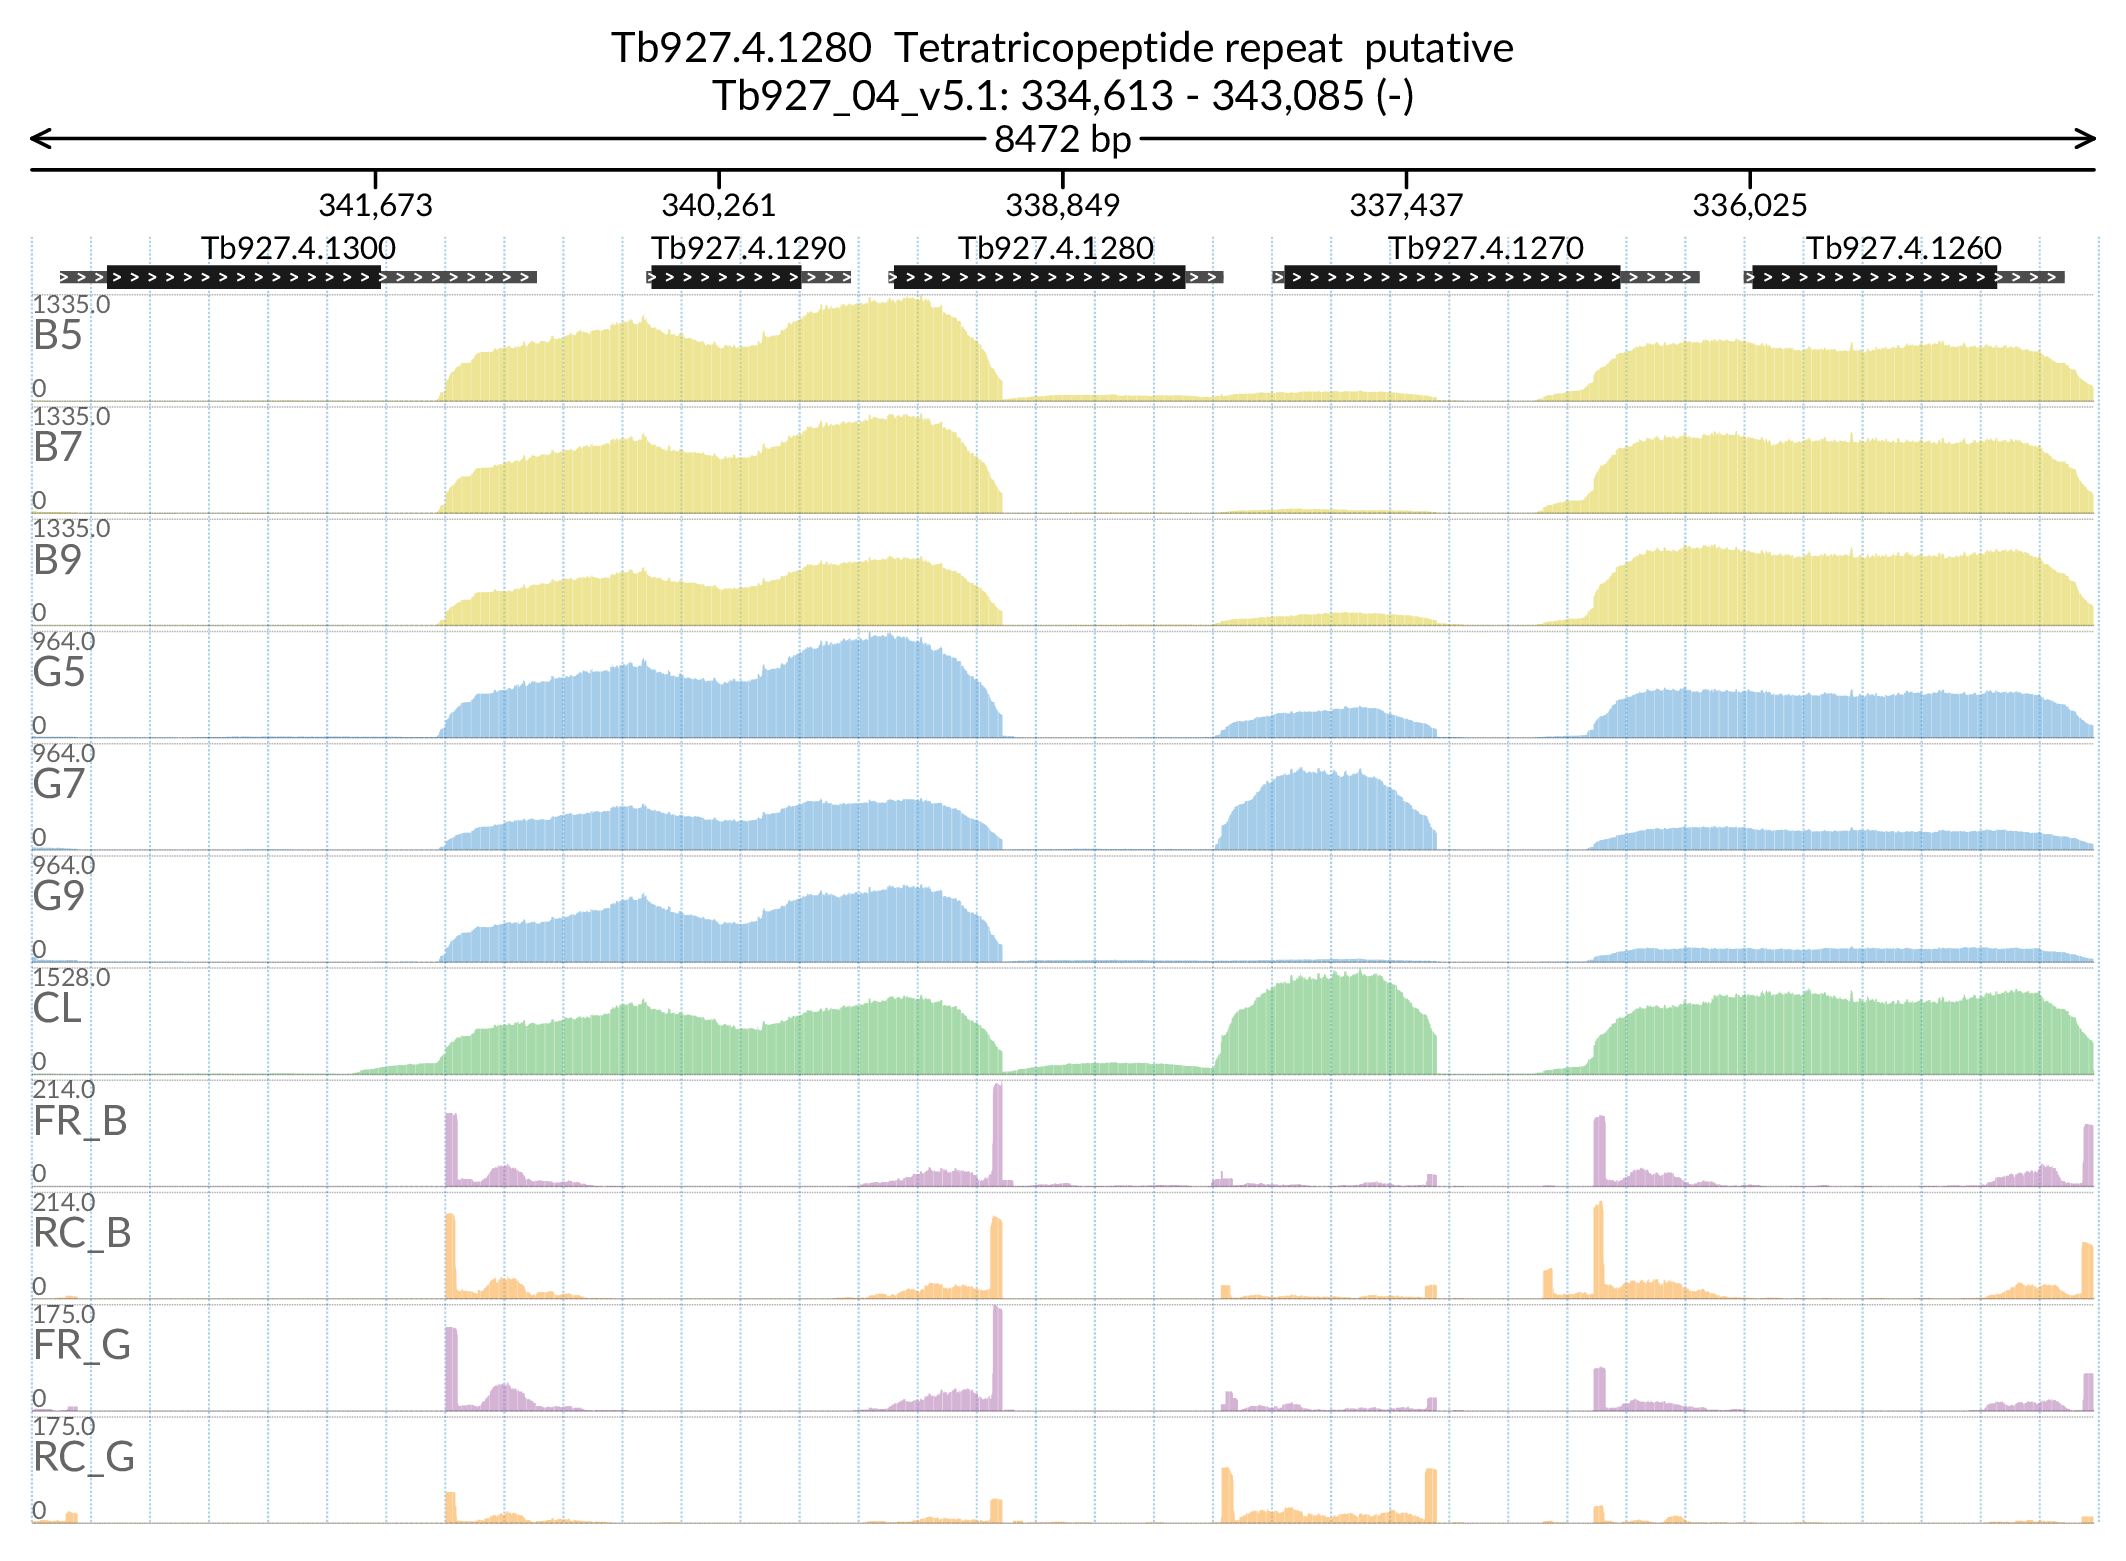 Tb927.4.1280  Tetratricopeptide repeat  putative
Tb927_04_v5.1: 334,613 - 343,085 (-)
8472 bp
341,673 340,261 338,849 337,437 336,025
Tb927.4.1300 Tb927.4.1290 Tb927.4.1280 Tb927.4.1270 Tb927.4.1260
1335.0
B5
0
1335.0
B7
0
1335.0
B9
0
964.0
G5
0
964.0
G7
0
964.0
G9
0
1528.0
CL
0
214.0
FR_B
0
214.0
RC_B
0
175.0
FR_G
0
175.0
RC_G
0